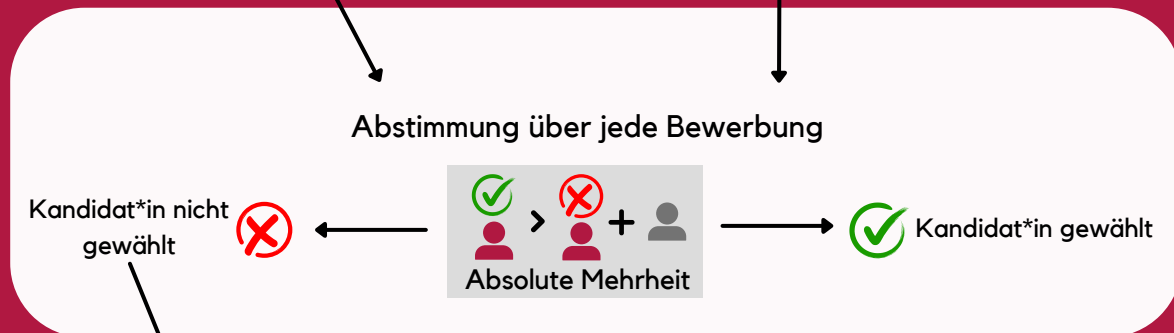 Abstimmung über jede Bewerbung
Kandidat*in nicht
gewählt
Absolute Mehrheit
Kandidat*in gewählt